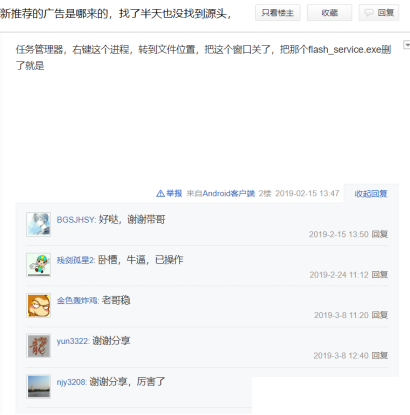 新推荐的广告是哪来的，找了半天也没找到源头，
只看楼主 收藏 回复
任务管理器，右键这个进程，转到文件位置，把这个窗口关了，把那个flash_service.exe删
了就是
举报 来自Android客户端 2楼 2019-02-15 13:47 收起回复
BGSJHSY: 好哒，谢谢带哥
2019-2-15 13:50 回复
残剑孤星2: 卧槽，牛逼，已操作
2019-2-24 11:12 回复
金色轰炸鸡: 老哥稳
2019-3-8 11:20 回复
yun3322: 谢谢分享
2019-3-8 12:40 回复
njy3208: 谢谢分享，厉害了